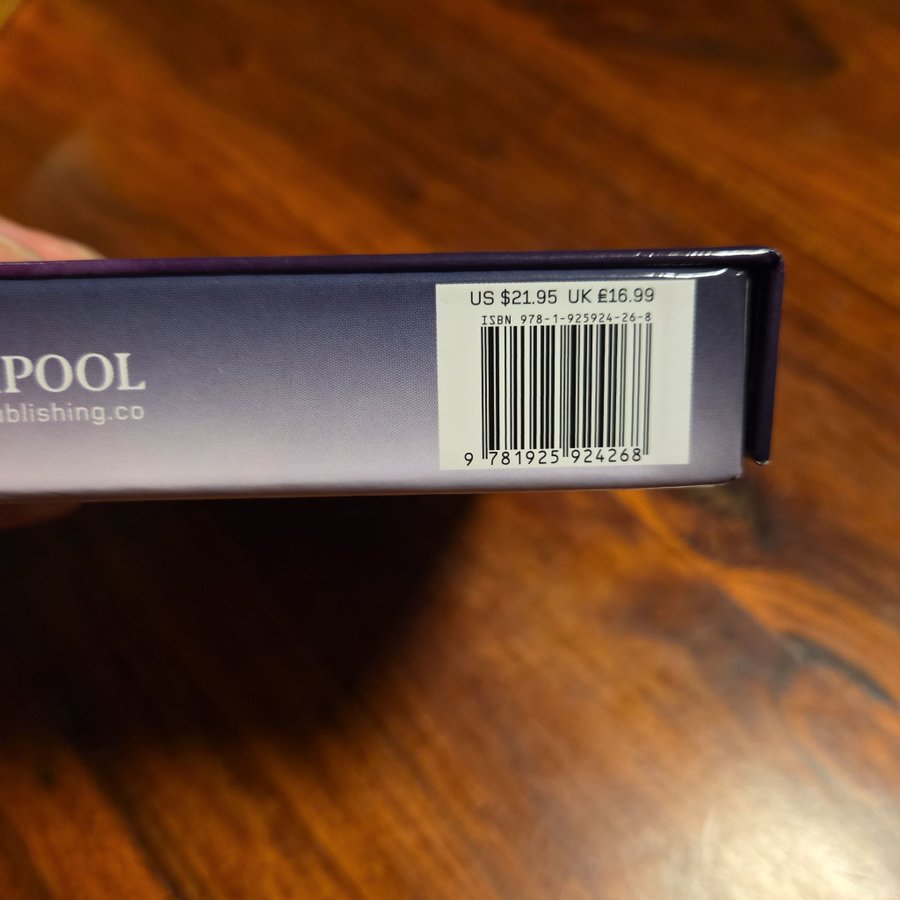 POOL
blishing.co
US $21.95 UK £16.99
ISBN 978-1-925924-26-8
9 781925 924268